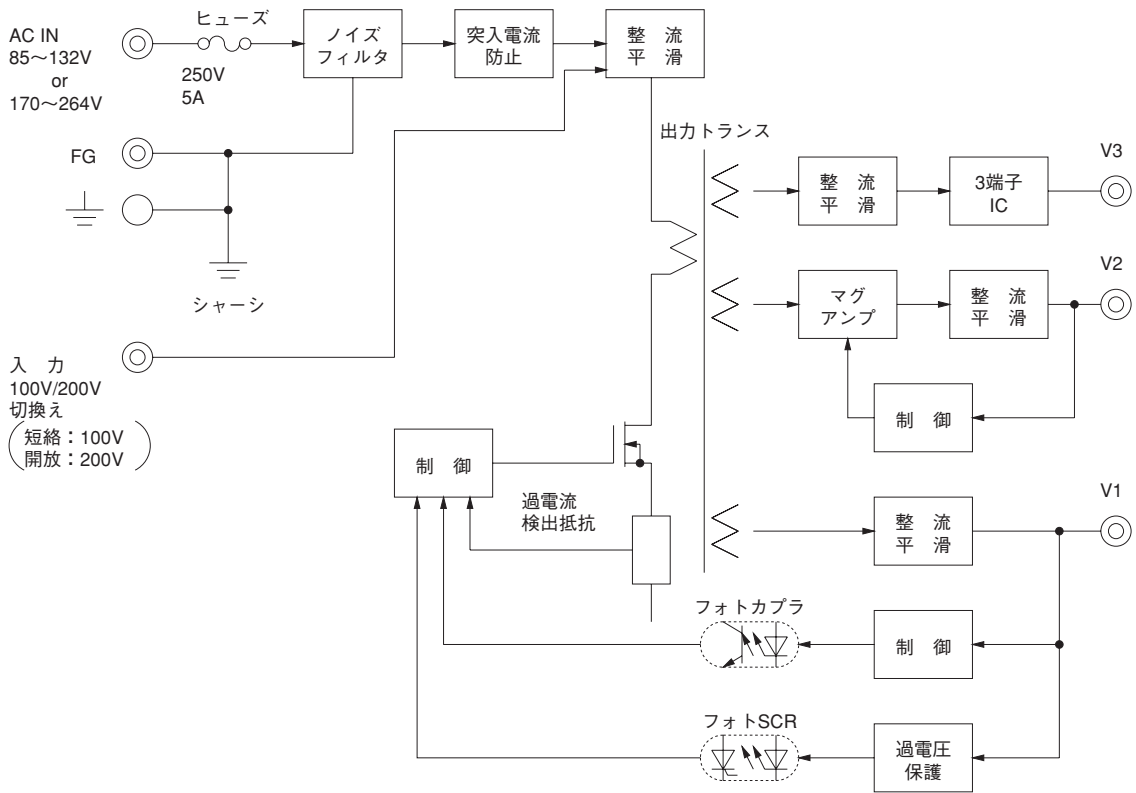 AC IN
85～132V
or
170～264V
ヒューズ
250V
5A
ノイズ
フィルタ
突入電流
防止
整　流
平　滑
FG
シャーシ
入　力
100V/200V
切換え
短絡：100V
開放：200V
出力トランス
整　流
平　滑
3端子
IC
V3
マグ
アンプ
整　流
平　滑
V2
制　御
制　御
過電流
検出抵抗
整　流
平　滑
V1
フォトカプラ
制　御
フォトSCR
過電圧
保護